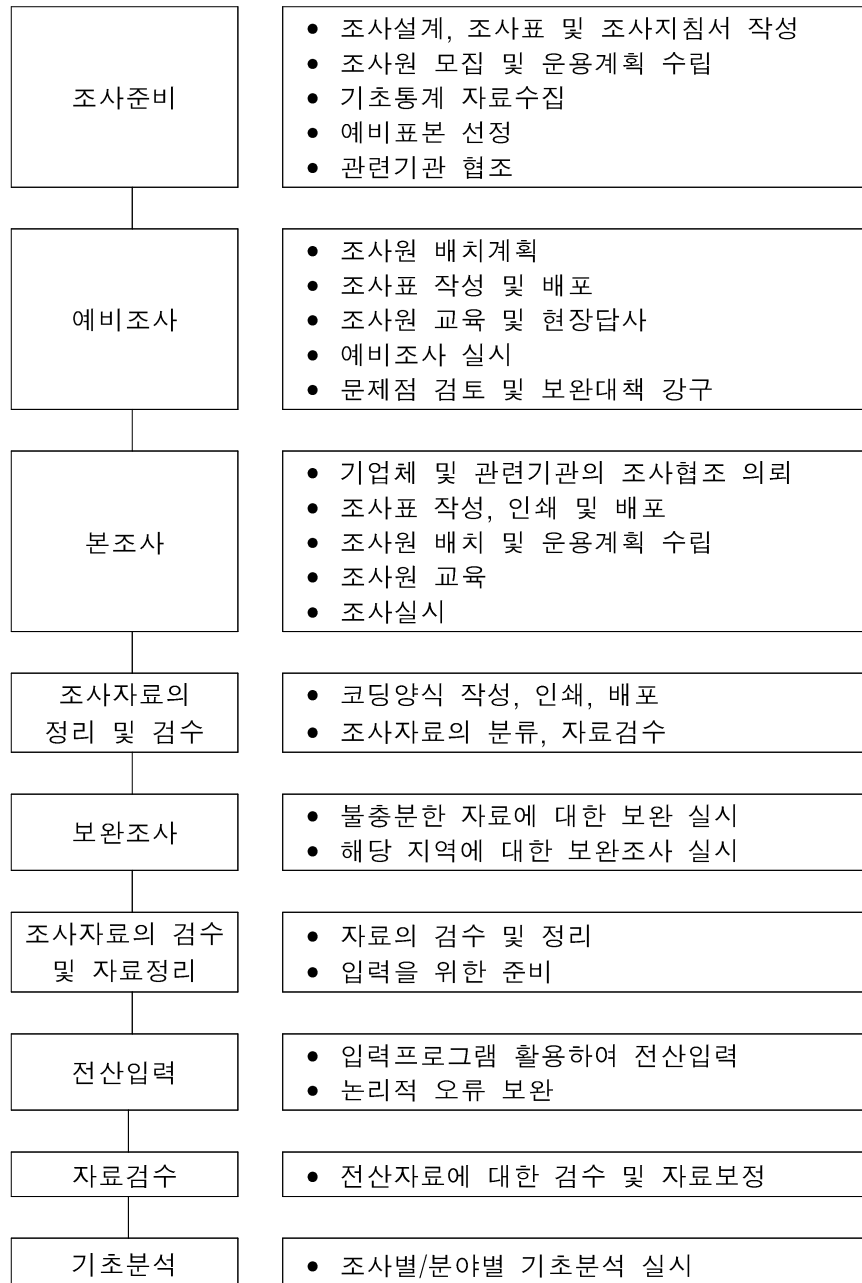 조사준비
• 조사설계, 조사표 및 조사지침서 작성
• 조사원 모집 및 운용계획 수립
• 기초통계 자료수집
• 예비표본 선정
• 관련기관 협조
예비조사
• 조사원 배치계획
• 조사표 작성 및 배포
• 조사원 교육 및 현장답사
• 예비조사 실시
• 문제점 검토 및 보완대책 강구
본조사
• 기업체 및 관련기관의 조사협조 의뢰
• 조사표 작성, 인쇄 및 배포
• 조사원 배치 및 운용계획 수립
• 조사원 교육
• 조사실시
조사자료의
정리 및 검수
• 코딩양식 작성, 인쇄, 배포
• 조사자료의 분류, 자료검수
보완조사
• 불충분한 자료에 대한 보완 실시
• 해당 지역에 대한 보완조사 실시
조사자료의 검수
및 자료정리
• 자료의 검수 및 정리
• 입력을 위한 준비
전산입력
• 입력프로그램 활용하여 전산입력
• 논리적 오류 보완
자료검수
• 전산자료에 대한 검수 및 자료보정
기초분석
• 조사별/분야별 기초분석 실시